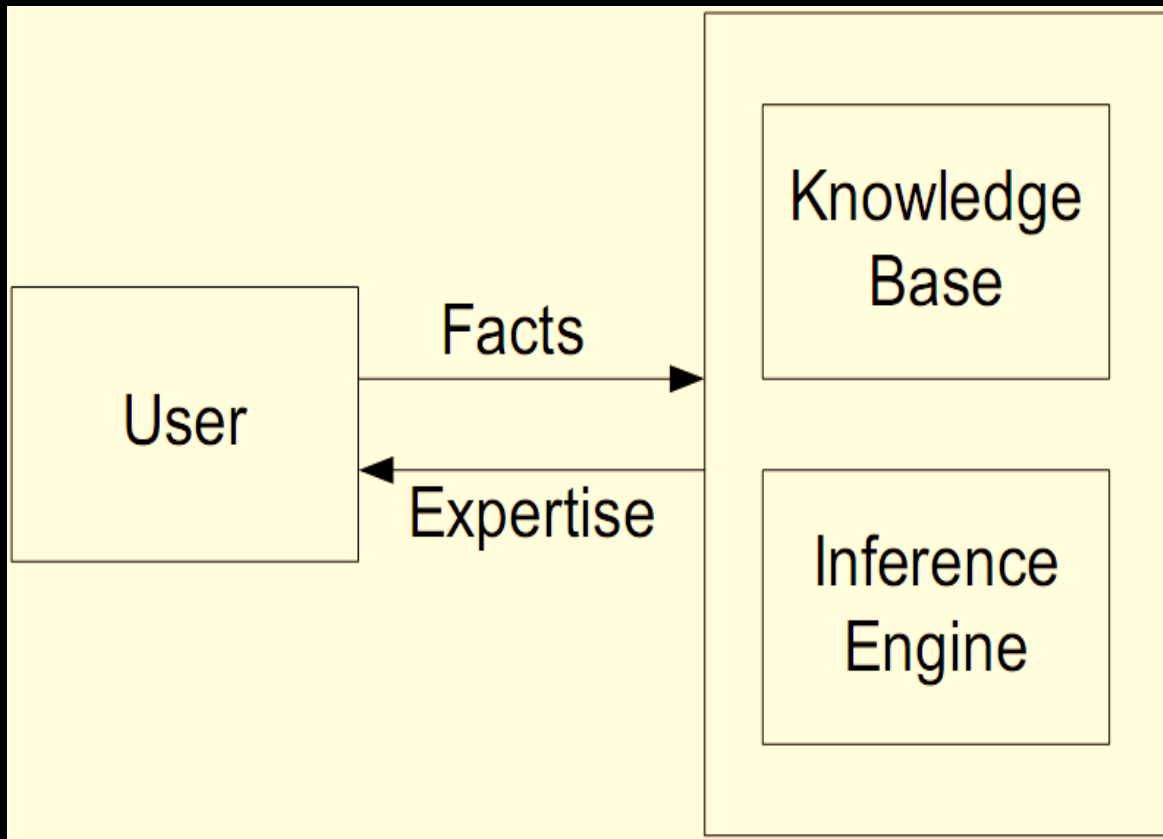 User
Facts
Expertise
Knowledge
Base
Inference
Engine